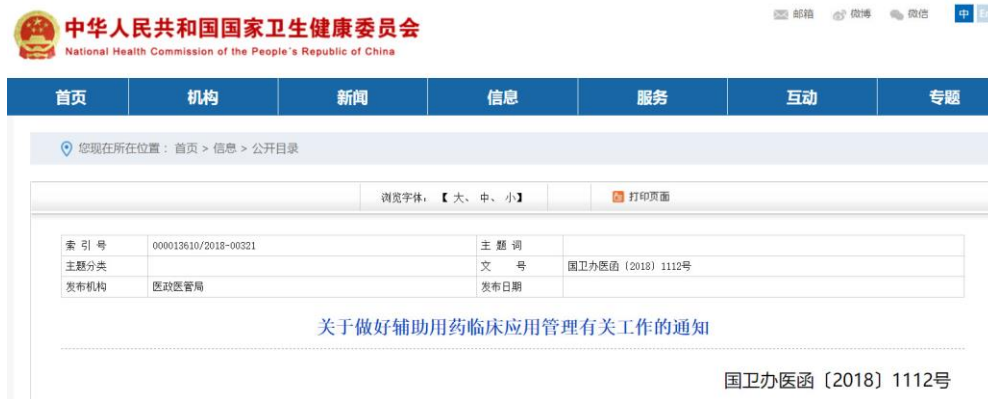 邮箱 微博 微信 中
中华人民共和国国家卫生健康委员会
National Health Commission of the People's Republic of China
首页 机构 新闻 信息 服务 互动 专题
您现在所在位置： 首页 > 信息 > 公开目录
浏览字体：【 大、 中、 小】 打印页面
索 引 号 000013610/2018-00321 主 题 词
主题分类 文 号 国卫办医函〔2018〕1112号
发布机构 医政医管局 发布日期
关于做好辅助用药临床应用管理有关工作的通知
国卫办医函〔2018〕1112号